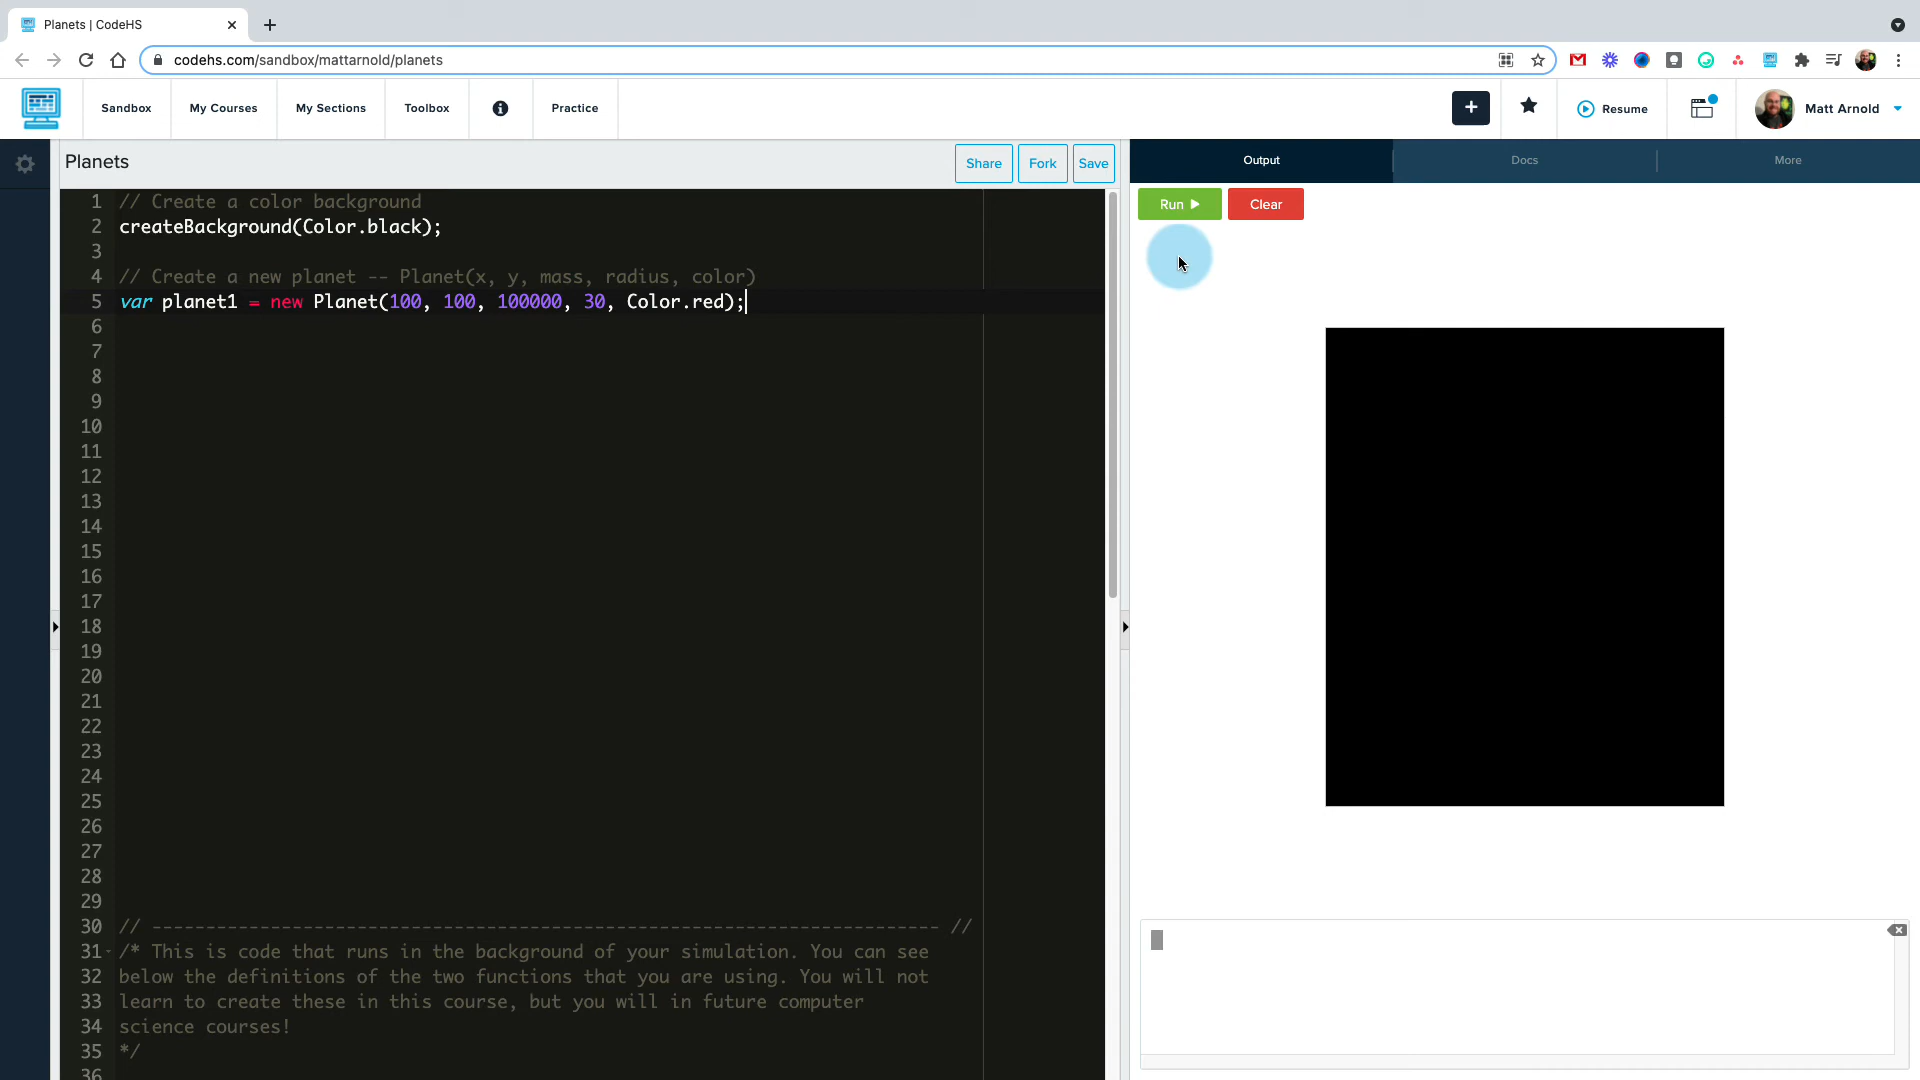 Planets | CodeHS
codehs.com/sandbox/mattarnold/planets
Sandbox
My Courses
My Sections
Toolbox
Practice
Resume
Matt Arnold
Planets
Share
Fork
Save
Output
Docs
More
Run
Clear
1 // Create a color background
2 createBackground(Color.black);
3
4 // Create a new planet -- Planet(x, y, mass, radius, color)
5 var planet1 = new Planet(100, 100, 100000, 30, Color.red);
6
7
8
9
10
11
12
13
14
15
16
17
18
19
20
21
22
23
24
25
26
27
28
29
30 // ------------------------------------------------------------------------- //
31 /* This is code that runs in the background of your simulation. You can see
32 below the definitions of the two functions that you are using. You will not
33 learn to create these in this course, but you will in future computer
34 science courses!
35 */
36